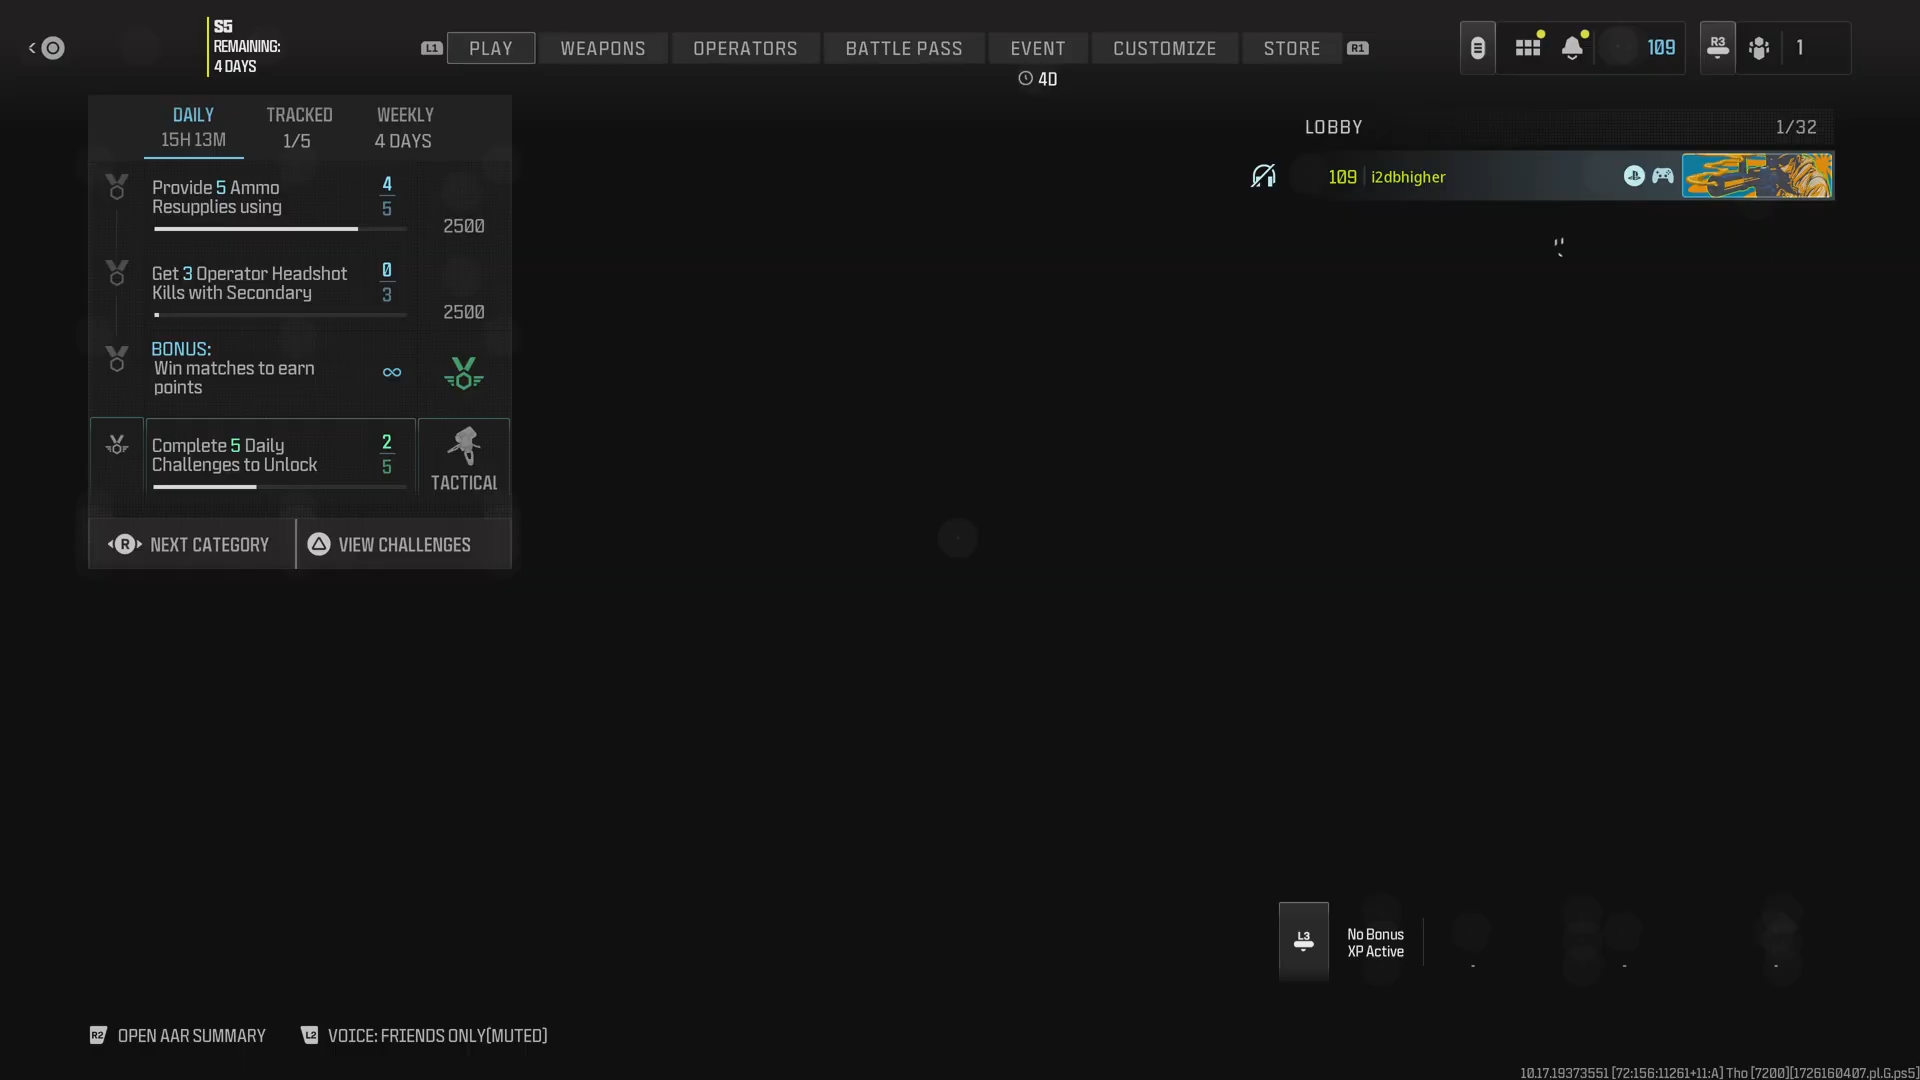 S5
REMAINING:
4 DAYS
L1
PLAY
WEAPONS
OPERATORS
BATTLE PASS
EVENT
CUSTOMIZE
STORE
R1
4D
109
R3
1
DAILY
15H 13M
TRACKED
1/5
WEEKLY
4 DAYS
Provide 5 Ammo
Resupplies using
4
5
2500
Get 3 Operator Headshot
Kills with Secondary
0
3
2500
BONUS:
Win matches to earn
points
∞
Complete 5 Daily
Challenges to Unlock
2
5
TACTICAL
R NEXT CATEGORY
VIEW CHALLENGES
LOBBY
1/32
109 i2dbhigher
L3
No Bonus
XP Active
-
-
-
R2 OPEN AAR SUMMARY
L2 VOICE: FRIENDS ONLY(MUTED)
10.17.19373551 [72:156:11261+11:A] Tho [7200][1726160407.pl.G.ps5]